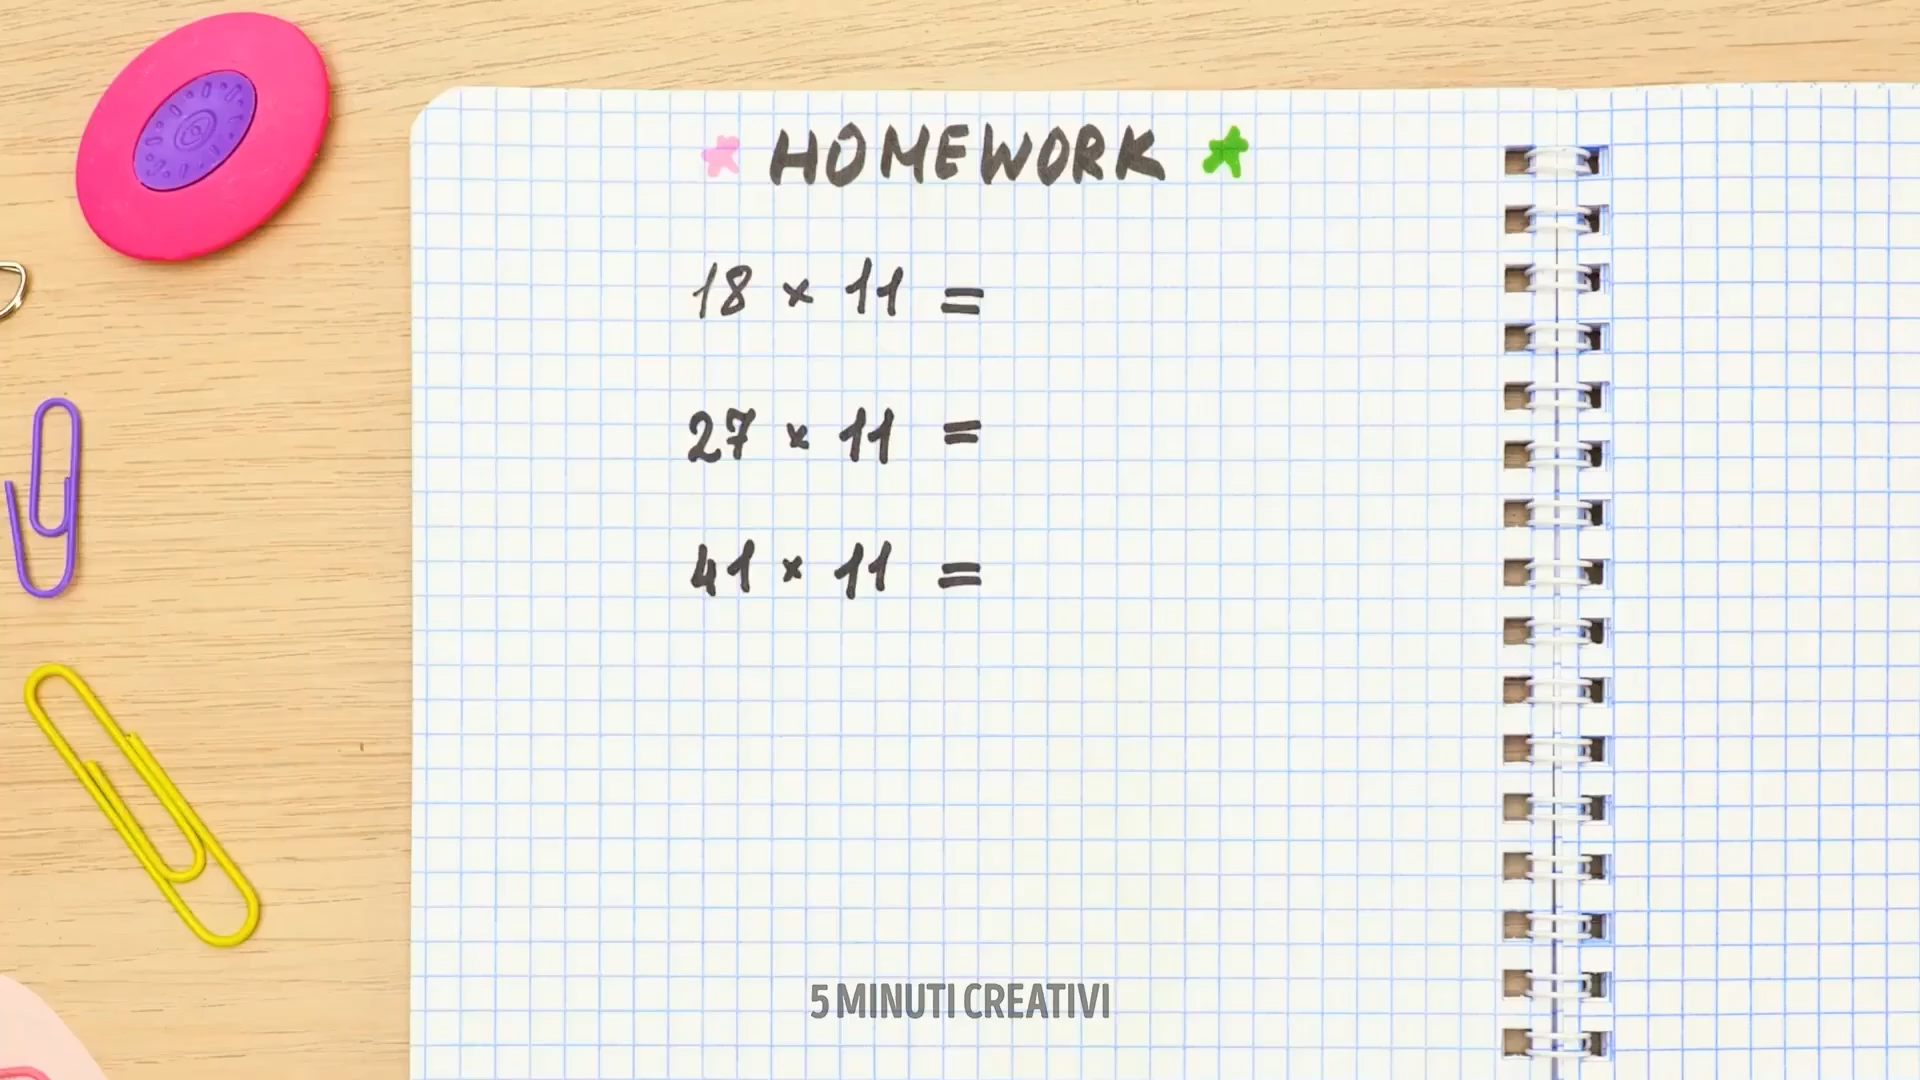 HOMEWORK
18 × 11 =
27 × 11 =
41 × 11 =
5 MINUTI CREATIVI